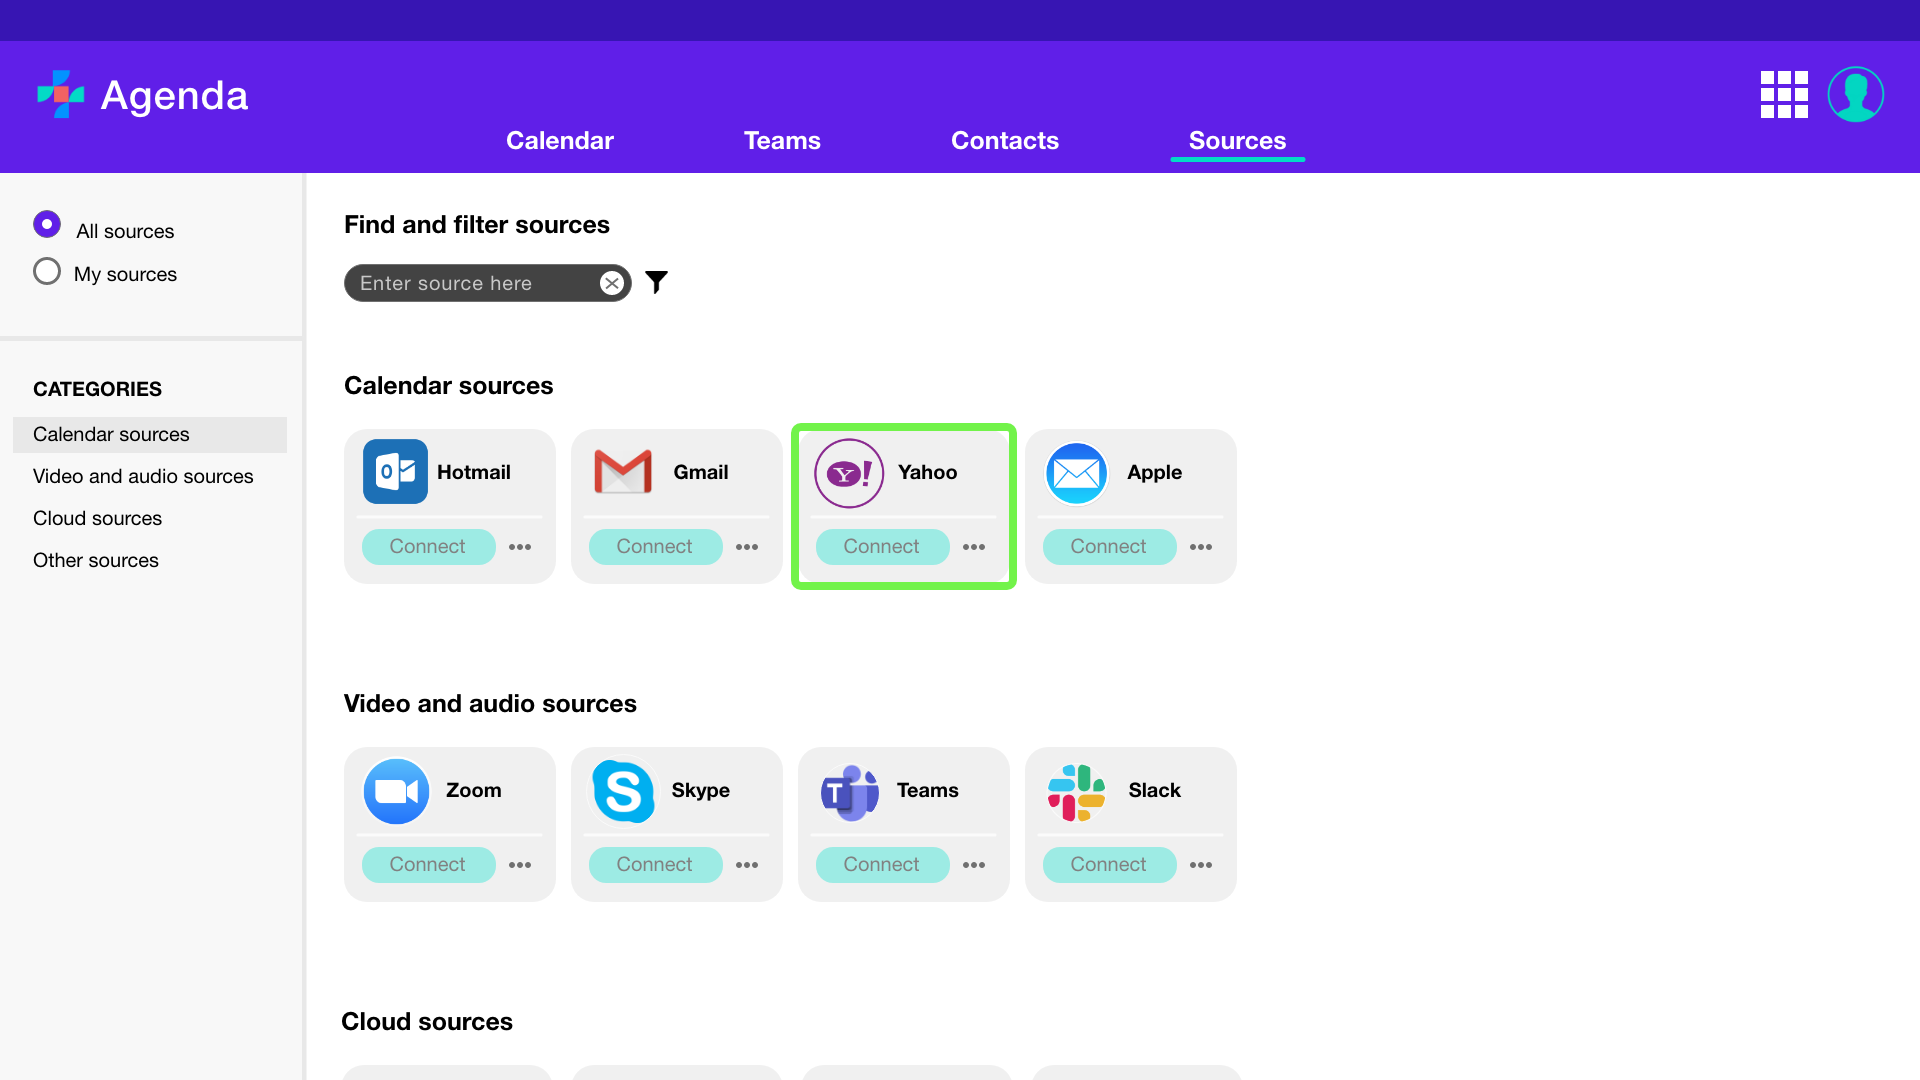 Agenda
Calendar
Teams
Contacts
Sources
All sources
My sources
CATEGORIES
Calendar sources
Video and audio sources
Cloud sources
Other sources
Find and filter sources
Enter source here
Calendar sources
Hotmail
Gmail
Yahoo
Apple
Connect
Connect
Connect
Connect
Video and audio sources
Zoom
Skype
Teams
Slack
Connect
Connect
Connect
Connect
Cloud sources